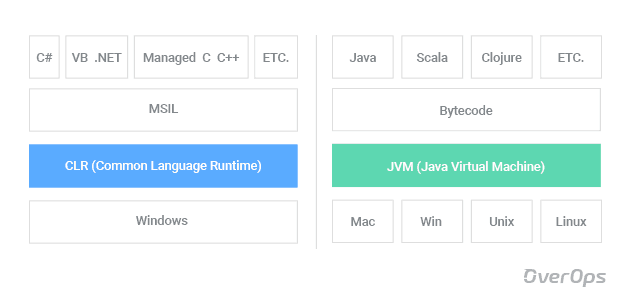 C#
VB .NET
Managed C C++
ETC.
MSIL
CLR (Common Language Runtime)
Windows
Java
Scala
Clojure
ETC.
Bytecode
JVM (Java Virtual Machine)
Mac
Win
Unix
Linux
OverOps